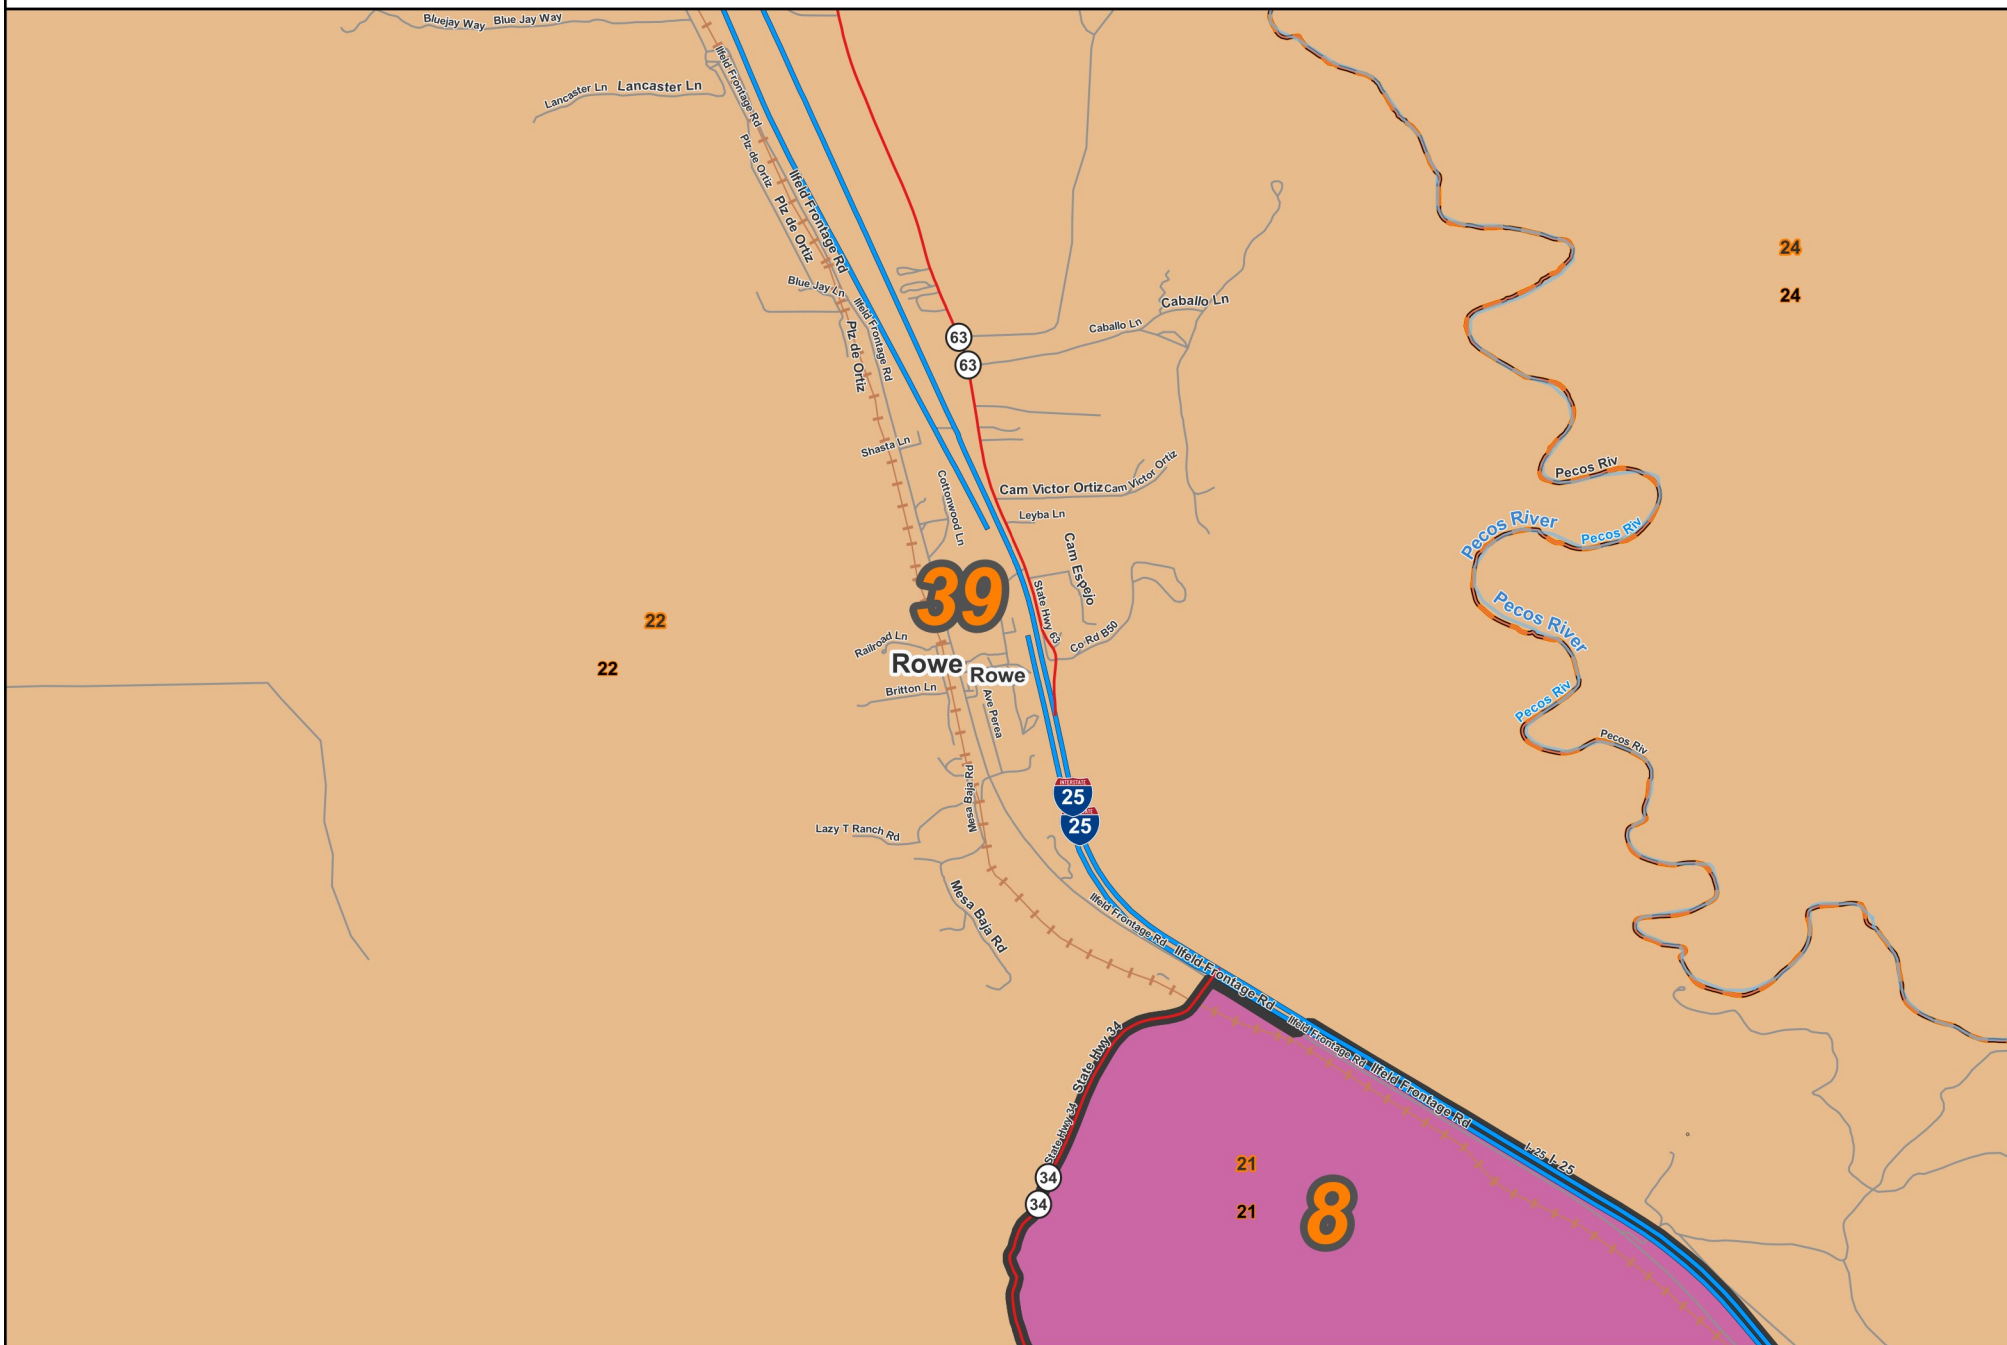 Bluejay Way
Blue Jay Way
Ilfeld Frontage Rd
Lancaster Ln
Lancaster Ln
Plz de Ortiz
Ilfeld Frontage Rd
Plz de Ortiz
24
Blue Jay Ln
24
Ilfeld Frontage Rd
Caballo Ln
Plz de Ortiz
Caballo Ln
63
63
Shasta Ln
Pecos Riv
Cottonwood Ln
Cam Victor Ortiz
Cam Victor Ortiz
Leyba Ln
Pecos River
Pecos Riv
Cam Espejo
39
State Hwy 63
Pecos River
22
Railroad Ln
Co Rd B50
22
Rowe
Rowe
Britton Ln
Ave Perea
Pecos Riv
Pecos Riv
Mesa Baja Rd
INTERSTATE
25
25
Lazy T Ranch Rd
Mesa Baja Rd
Ilfeld Frontage Rd
Ilfeld Frontage Rd
Ilfeld Frontage Rd
State Hwy 34
Ilfeld Frontage Rd
State Hwy 34
I- 25
I- 25
21
34
34
21
8